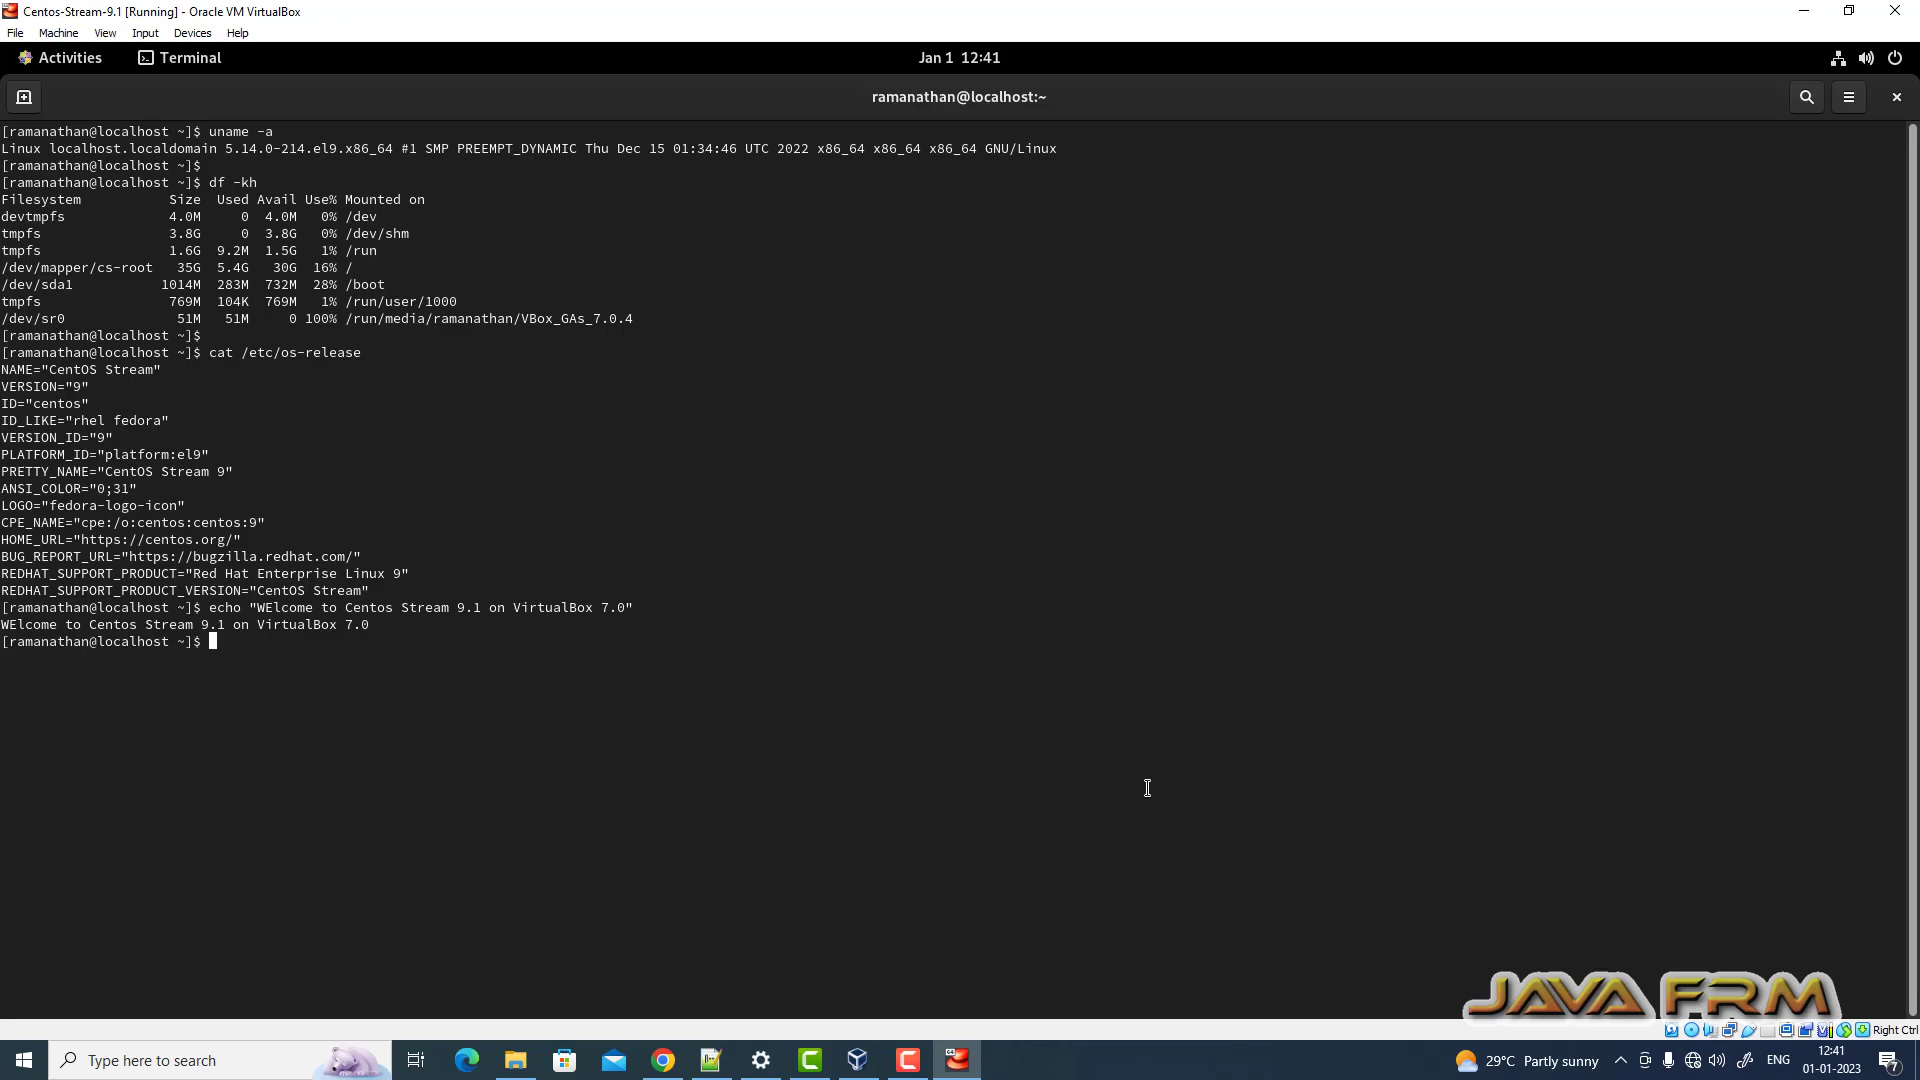 Centos-Stream-9.1 [Running] - Oracle VM VirtualBox
File Machine View Input Devices Help
Activities Terminal Jan 1 12:41
ramanathan@localhost:~
[ramanathan@localhost ~]$ uname -a
Linux localhost.localdomain 5.14.0-214.el9.x86_64 #1 SMP PREEMPT_DYNAMIC Thu Dec 15 01:34:46 UTC 2022 x86_64 x86_64 x86_64 GNU/Linux
[ramanathan@localhost ~]$
[ramanathan@localhost ~]$ df -kh
Filesystem Size Used Avail Use% Mounted on
devtmpfs 4.0M 0 4.0M 0% /dev
tmpfs 3.8G 0 3.8G 0% /dev/shm
tmpfs 1.6G 9.2M 1.5G 1% /run
/dev/mapper/cs-root 35G 5.4G 30G 16% /
/dev/sda1 1014M 283M 732M 28% /boot
tmpfs 769M 104K 769M 1% /run/user/1000
/dev/sr0 51M 51M 0 100% /run/media/ramanathan/VBox_GAs_7.0.4
[ramanathan@localhost ~]$
[ramanathan@localhost ~]$ cat /etc/os-release
NAME="CentOS Stream"
VERSION="9"
ID="centos"
ID_LIKE="rhel fedora"
VERSION_ID="9"
PLATFORM_ID="platform:el9"
PRETTY_NAME="CentOS Stream 9"
ANSI_COLOR="0;31"
LOGO="fedora-logo-icon"
CPE_NAME="cpe:/o:centos:centos:9"
HOME_URL="https://centos.org/"
BUG_REPORT_URL="https://bugzilla.redhat.com/"
REDHAT_SUPPORT_PRODUCT="Red Hat Enterprise Linux 9"
REDHAT_SUPPORT_PRODUCT_VERSION="CentOS Stream"
[ramanathan@localhost ~]$ echo "WElcome to Centos Stream 9.1 on VirtualBox 7.0"
WElcome to Centos Stream 9.1 on VirtualBox 7.0
[ramanathan@localhost ~]$
JAVA FRM
Right Ctrl
Type here to search
29°C Partly sunny
ENG
12:41
01-01-2023
7